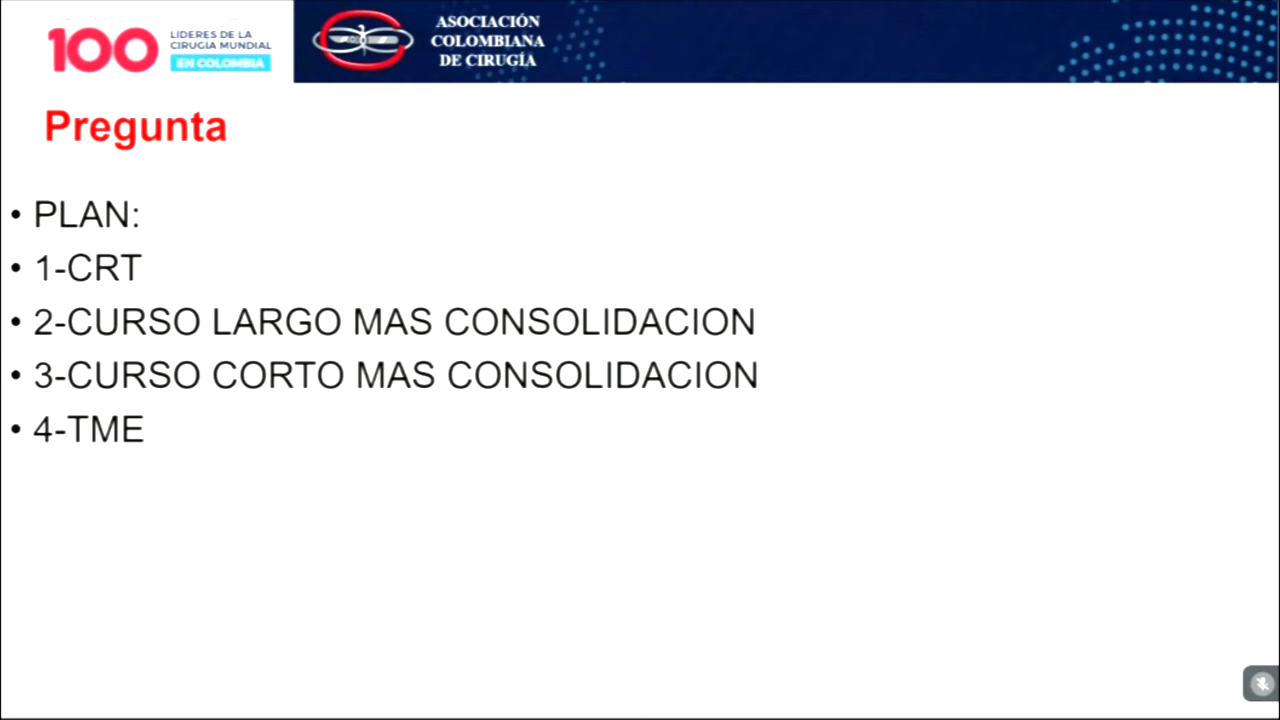 100
LIDERES DE LA
CIRUGIA MUNDIAL
EN COLOMBIA
ASOCIACIÓN
COLOMBIANA
DE CIRUGÍA
Pregunta
• PLAN:
• 1-CRT
• 2-CURSO LARGO MAS CONSOLIDACION
• 3-CURSO CORTO MAS CONSOLIDACION
• 4-TME